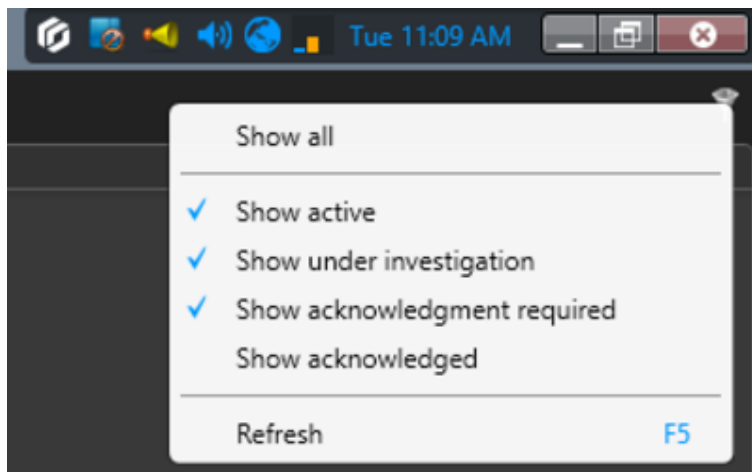 Tue 11:09 AM
Show all
Show active
Show under investigation
Show acknowledgment required
Show acknowledged
Refresh F5